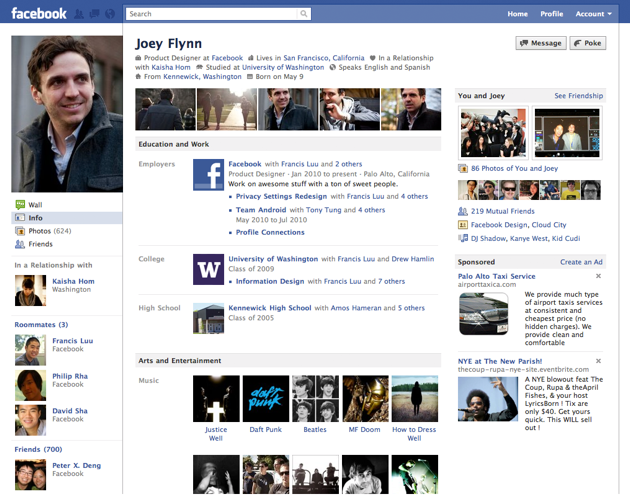 facebook
Search
Home Profile Account
Joey Flynn
Message
Poke
Product Designer at Facebook Lives in San Francisco, California In a Relationship
with Kaisha Hom Studied at University of Washington Speaks English and Spanish
From Kennewick, Washington Born on May 9
Wall
Info
Photos (624)
Friends
In a Relationship with
Kaisha Hom
Washington
Roommates (3)
Francis Luu
Facebook
Philip Rha
Facebook
David Sha
Facebook
Friends (700)
Peter X. Deng
Facebook
Education and Work
Employers
Facebook with Francis Luu and 2 others
Product Designer · Jan 2010 to present · Palo Alto, California
Work on awesome stuff with a ton of sweet people.
Privacy Settings Redesign with Francis Luu and 4 others
Team Android with Tony Tung and 4 others
May 2010 to Jul 2010
Profile Connections
College
W
University of Washington with Francis Luu and Drew Hamlin
Class of 2009
Information Design with Francis Luu and 7 others
High School
Kennewick High School with Amos Hameran and 5 others
Class of 2005
Arts and Entertainment
Music
daft
punk
Justice
Well
Daft Punk
Beatles
MF Doom
How to Dress
Well
You and Joey
See Friendship
86 Photos of You and Joey
219 Mutual Friends
Facebook Design, Cloud City
DJ Shadow, Kanye West, Kid Cudi
Sponsored
Create an Ad
Palo Alto Taxi Service
airporttaxica.com
We provide much type
of airport taxis services
at consistent and
cheapest price (no
hidden charges). We
provide clean and
comfortable
NYE at The New Parish!
thecoup-rupa-nye-site.eventbrite.com
A NYE blowout feat The
Coup, Rupa & theApril
Fishes, & your host
LyricsBorn ! Tix are
only $40. Get yours
quick. This WILL sell
out !